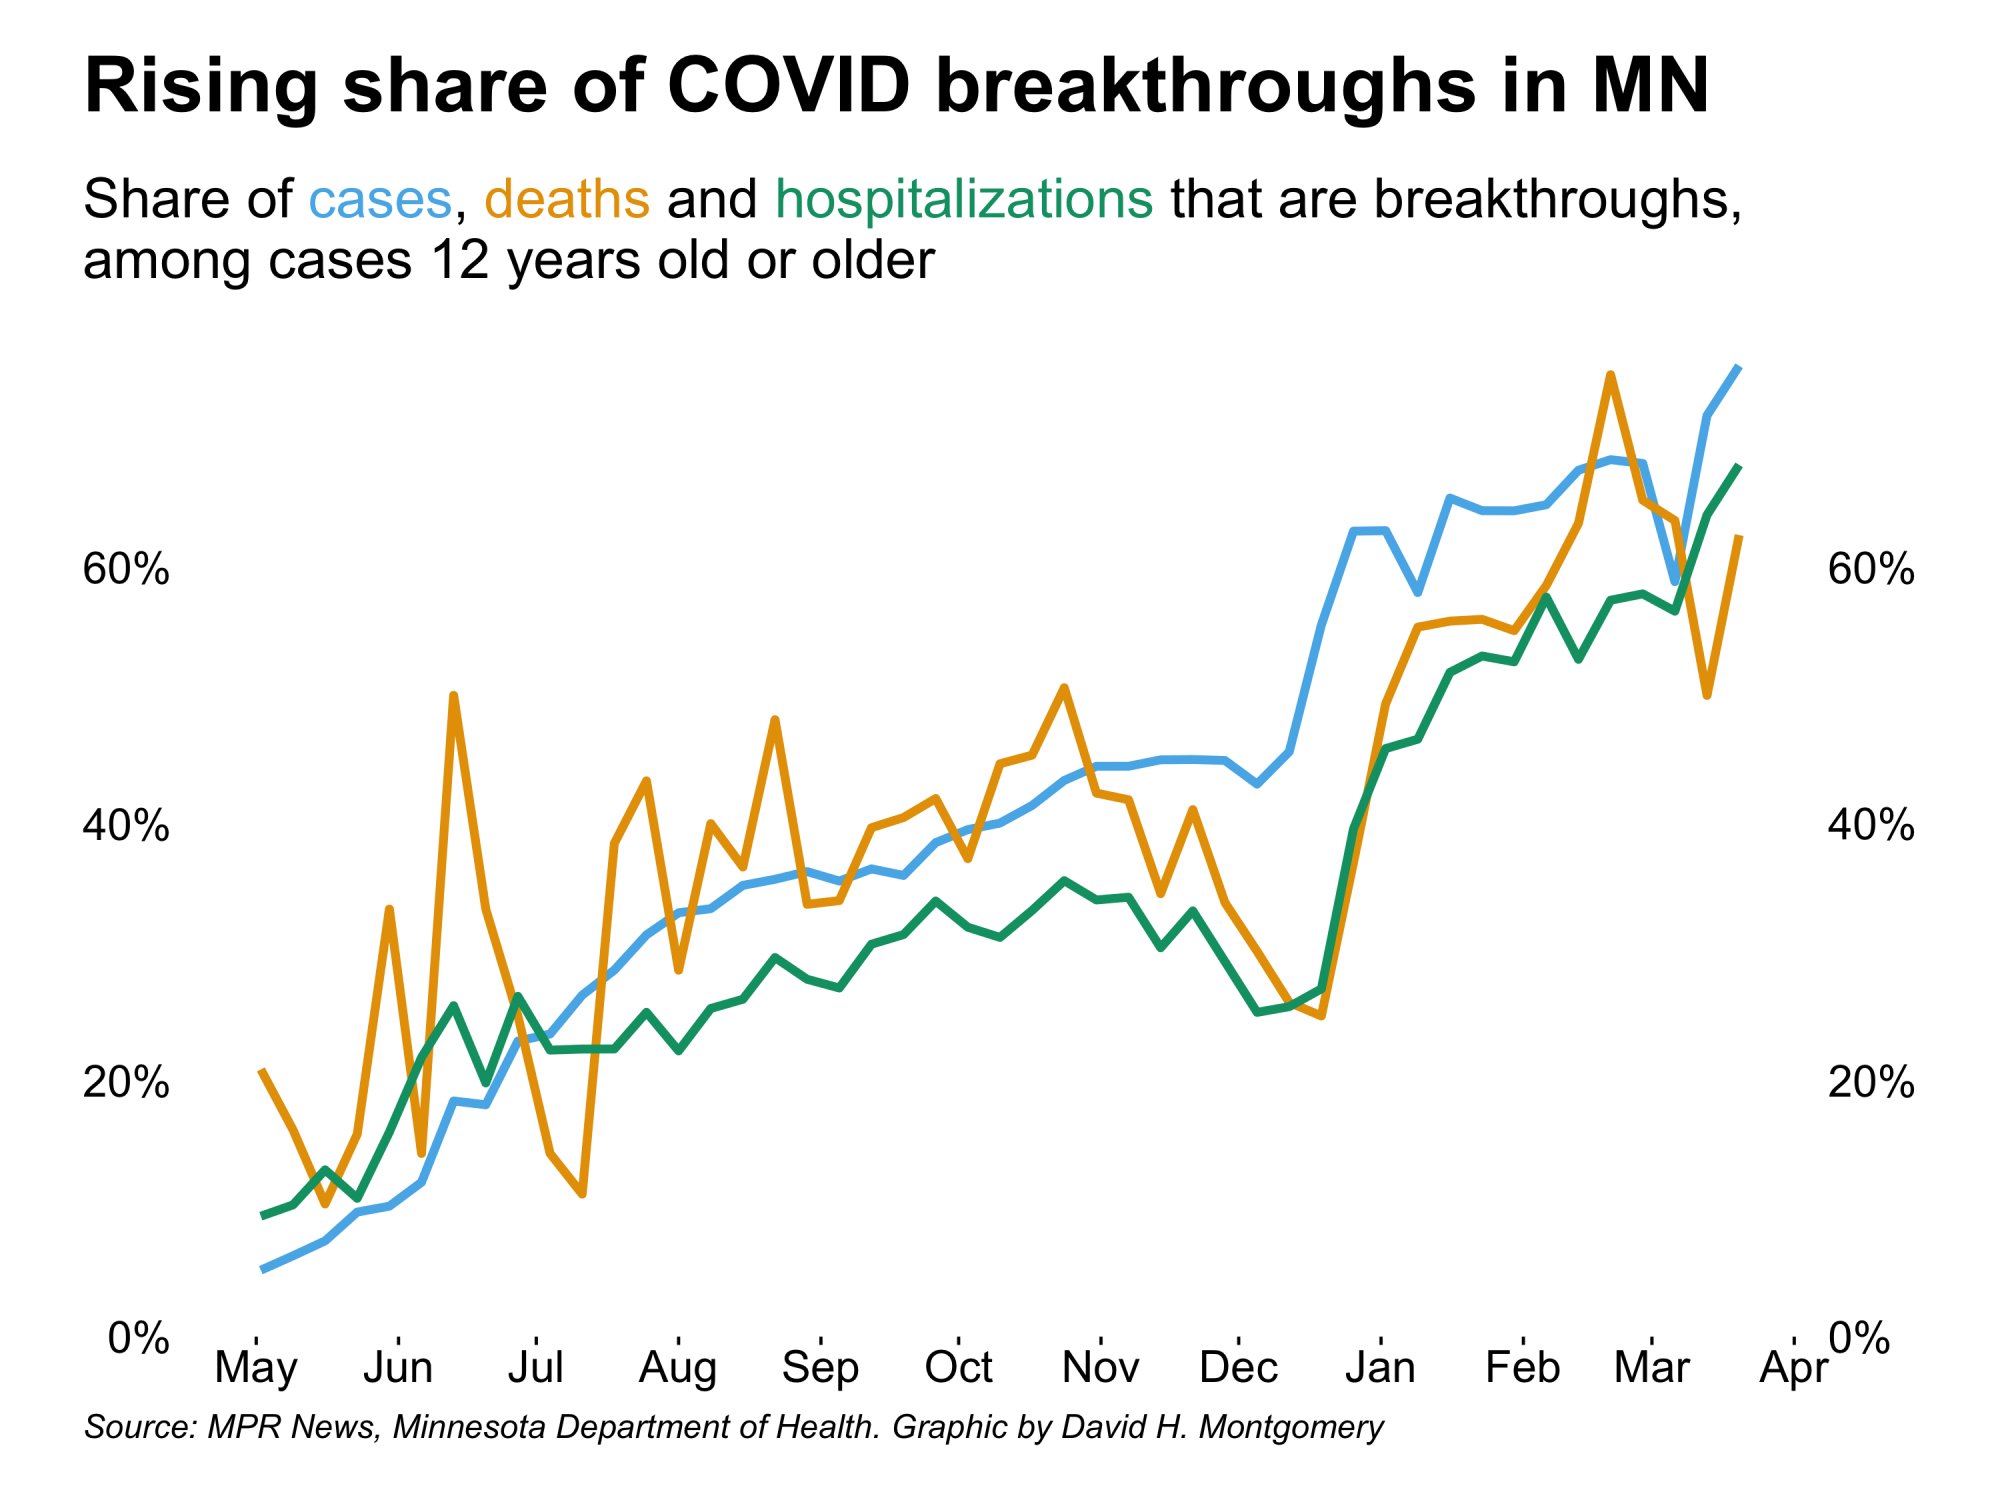 Rising share of COVID breakthroughs in MN
Share of cases, deaths and hospitalizations that are breakthroughs,
among cases 12 years old or older
60% 60%
40% 40%
20% 20%
0% 0%
May Jun Jul Aug Sep Oct Nov Dec Jan Feb Mar Apr
Source: MPR News, Minnesota Department of Health. Graphic by David H. Montgomery